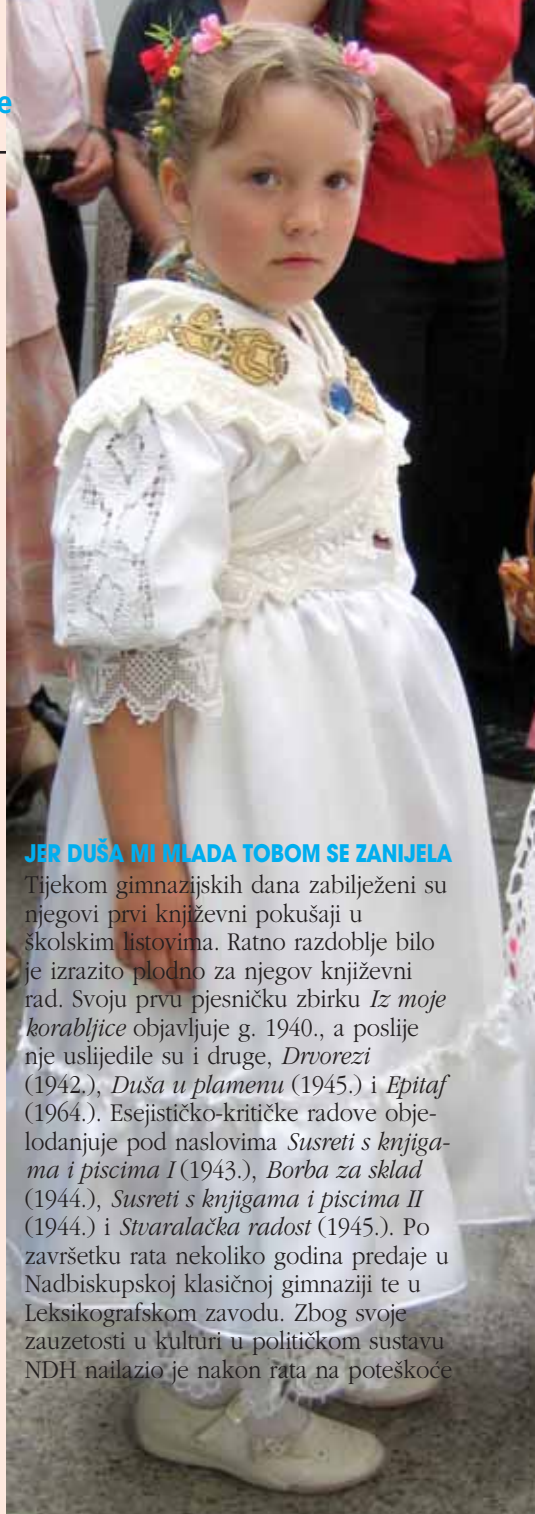 e
JER DUŠA MI MLADA TOBOM SE ZANIJELA
Tijekom gimnazijskih dana zabilježeni su
njegovi prvi književni pokušaji u
školskim listovima. Ratno razdoblje bilo
je izrazito plodno za njegov književni
rad. Svoju prvu pjesničku zbirku Iz moje
korabljice objavljuje g. 1940., a poslije
nje uslijedile su i druge, Drvorezi
(1942.), Duša u plamenu (1945.) i Epitaf
(1964.). Esejističko-kritičke radove obje-
lodanjuje pod naslovima Susreti s knjiga-
ma i piscima I (1943.), Borba za sklad
(1944.), Susreti s knjigama i piscima II
(1944.) i Stvaralačka radost (1945.). Po
završetku rata nekoliko godina predaje u
Nadbiskupskoj klasičnoj gimnaziji te u
Leksikografskom zavodu. Zbog svoje
zauzetosti u kulturi u političkom sustavu
NDH nailazio je nakon rata na poteškoće